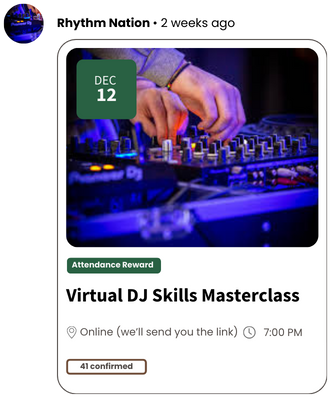 Rhythm Nation • 2 weeks ago
DEC
12
Pioneer Dj
Attendance Reward
Virtual DJ Skills Masterclass
Online (we'll send you the link) 7:00 PM
41 confirmed